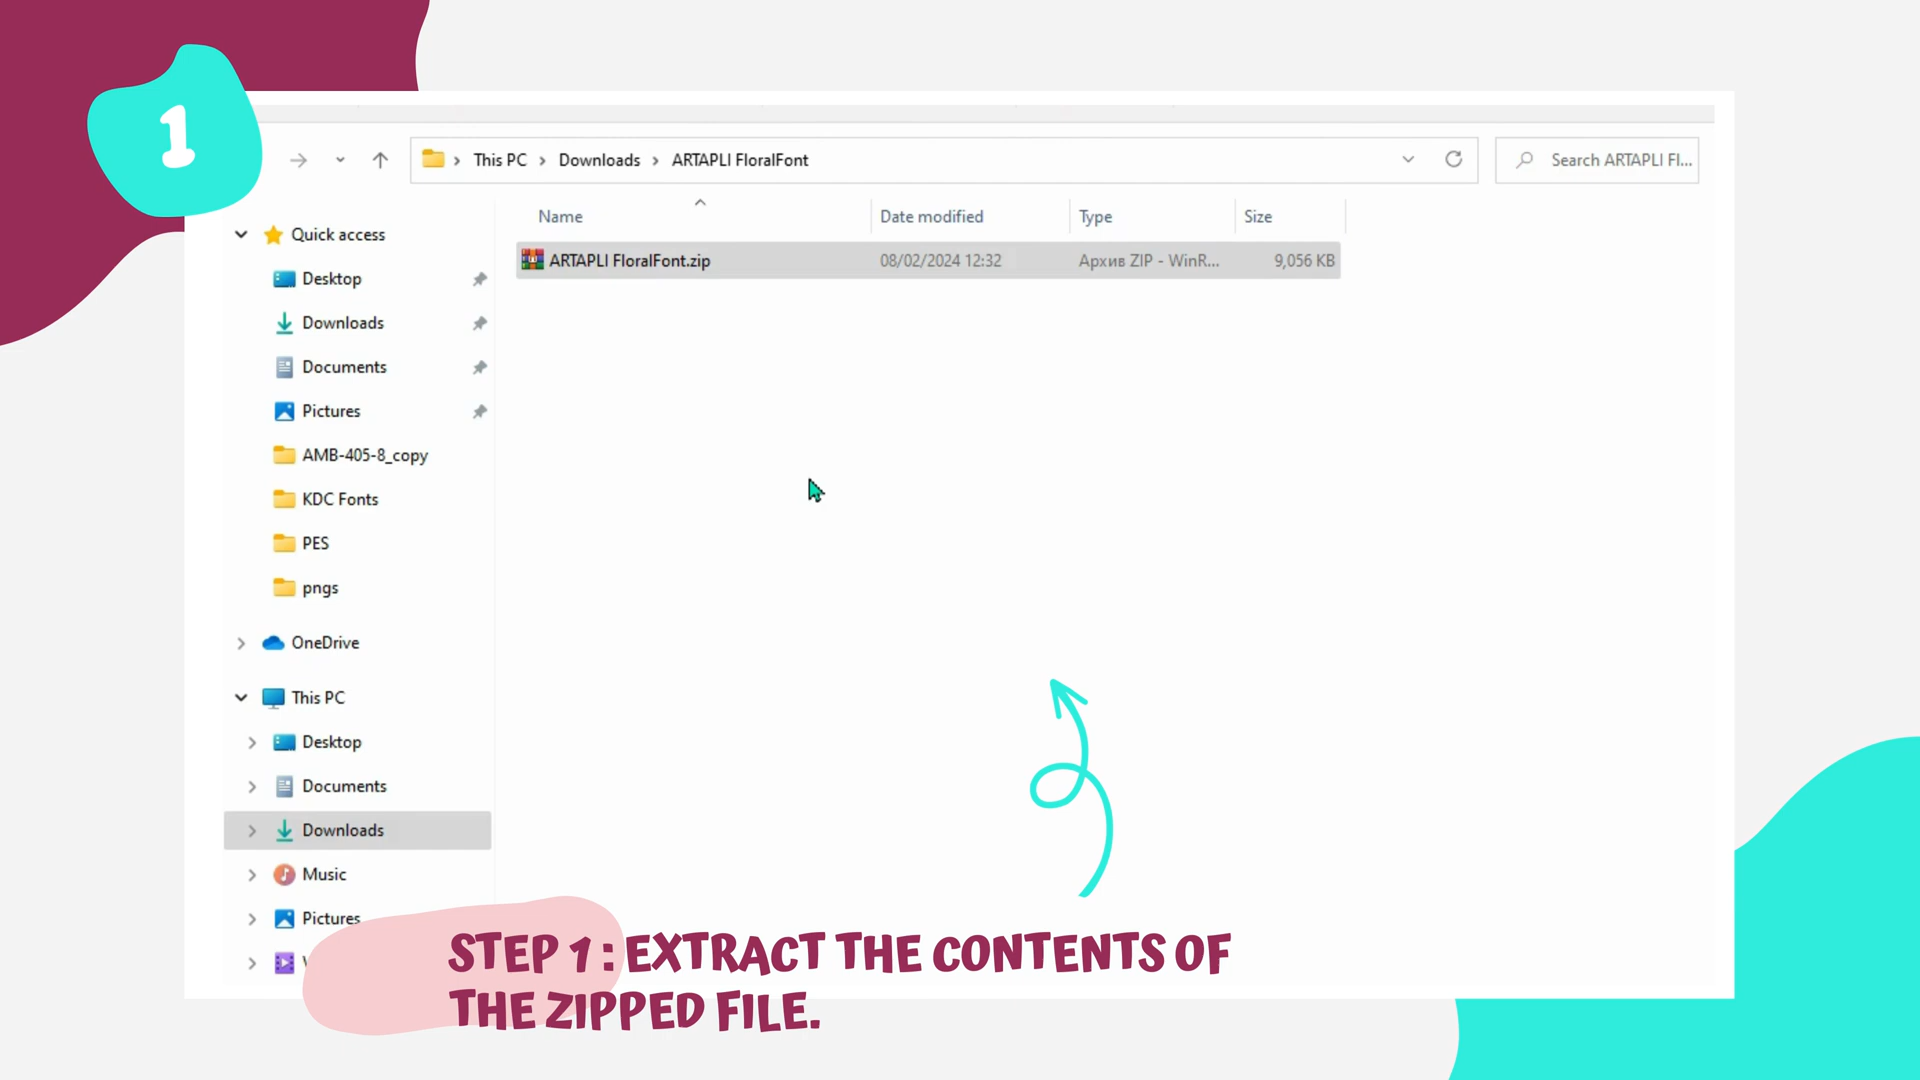 1
This PC
Downloads
ARTAPLI FloralFont
Search ARTAPLI Fl...
Name
Date modified
Type
Size
ARTAPLI FloralFont.zip
08/02/2024 12:32
Архив ZIP - WinR...
9,056 KB
Quick access
Desktop
Downloads
Documents
Pictures
AMB-405-8_copy
KDC Fonts
PES
pngs
OneDrive
This PC
Desktop
Documents
Downloads
Music
Pictures
STEP 1 : EXTRACT THE CONTENTS OF
THE ZIPPED FILE.